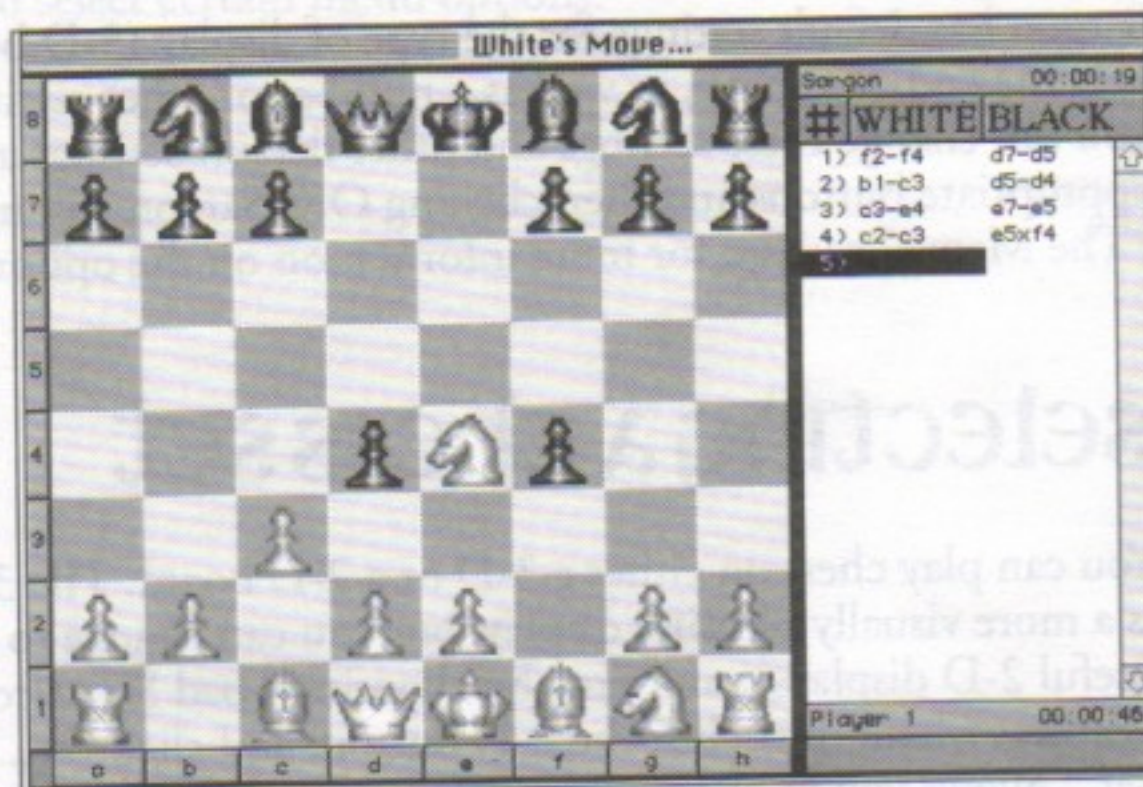 White's Move...
Sargon 00:00:19
# WHITE BLACK
1) f2-f4 d7-d5
2) b1-c3 d5-d4
3) c3-e4 e7-e5
4) c2-c3 e5xf4
5)
8
7
6
5
4
3
2
1
a b c d e f g h
Player 1 00:00:46